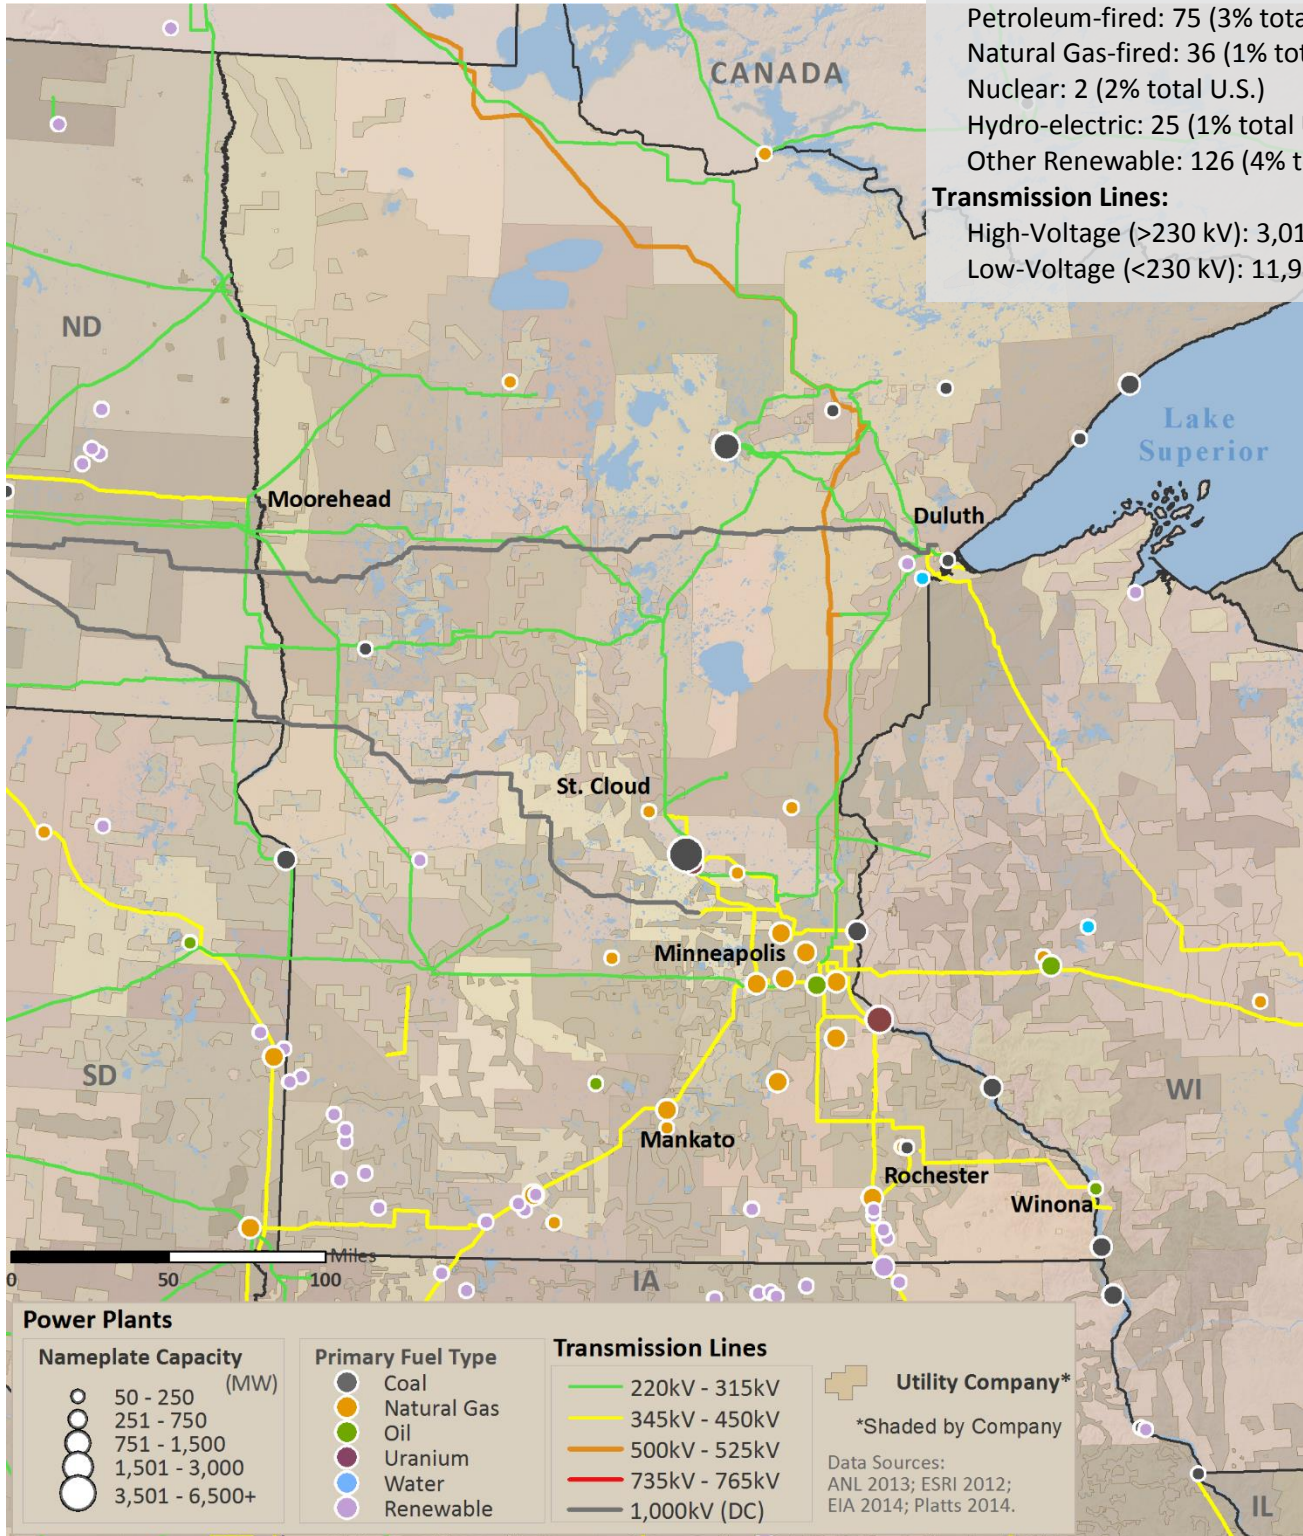 Petroleum-fired: 75 (3% tota
Natural Gas-fired: 36 (1% tot
Nuclear: 2 (2% total U.S.)
Hydro-electric: 25 (1% total
Other Renewable: 126 (4% t
Transmission Lines:
High-Voltage (>230 kV): 3,01
Low-Voltage (<230 kV): 11,9
CANADA
ND
Lake
Superior
Moorehead
Duluth
St. Cloud
Minneapolis
SD
WI
Mankato
Rochester
Winona
Miles
0 50 100
IA
Power Plants
Nameplate Capacity
(MW)
50 - 250
251 - 750
751 - 1,500
1,501 - 3,000
3,501 - 6,500+
Primary Fuel Type
Coal
Natural Gas
Oil
Uranium
Water
Renewable
Transmission Lines
220kV - 315kV
345kV - 450kV
500kV - 525kV
735kV - 765kV
1,000kV (DC)
Utility Company*
*Shaded by Company
Data Sources:
ANL 2013; ESRI 2012;
EIA 2014; Platts 2014.
IL